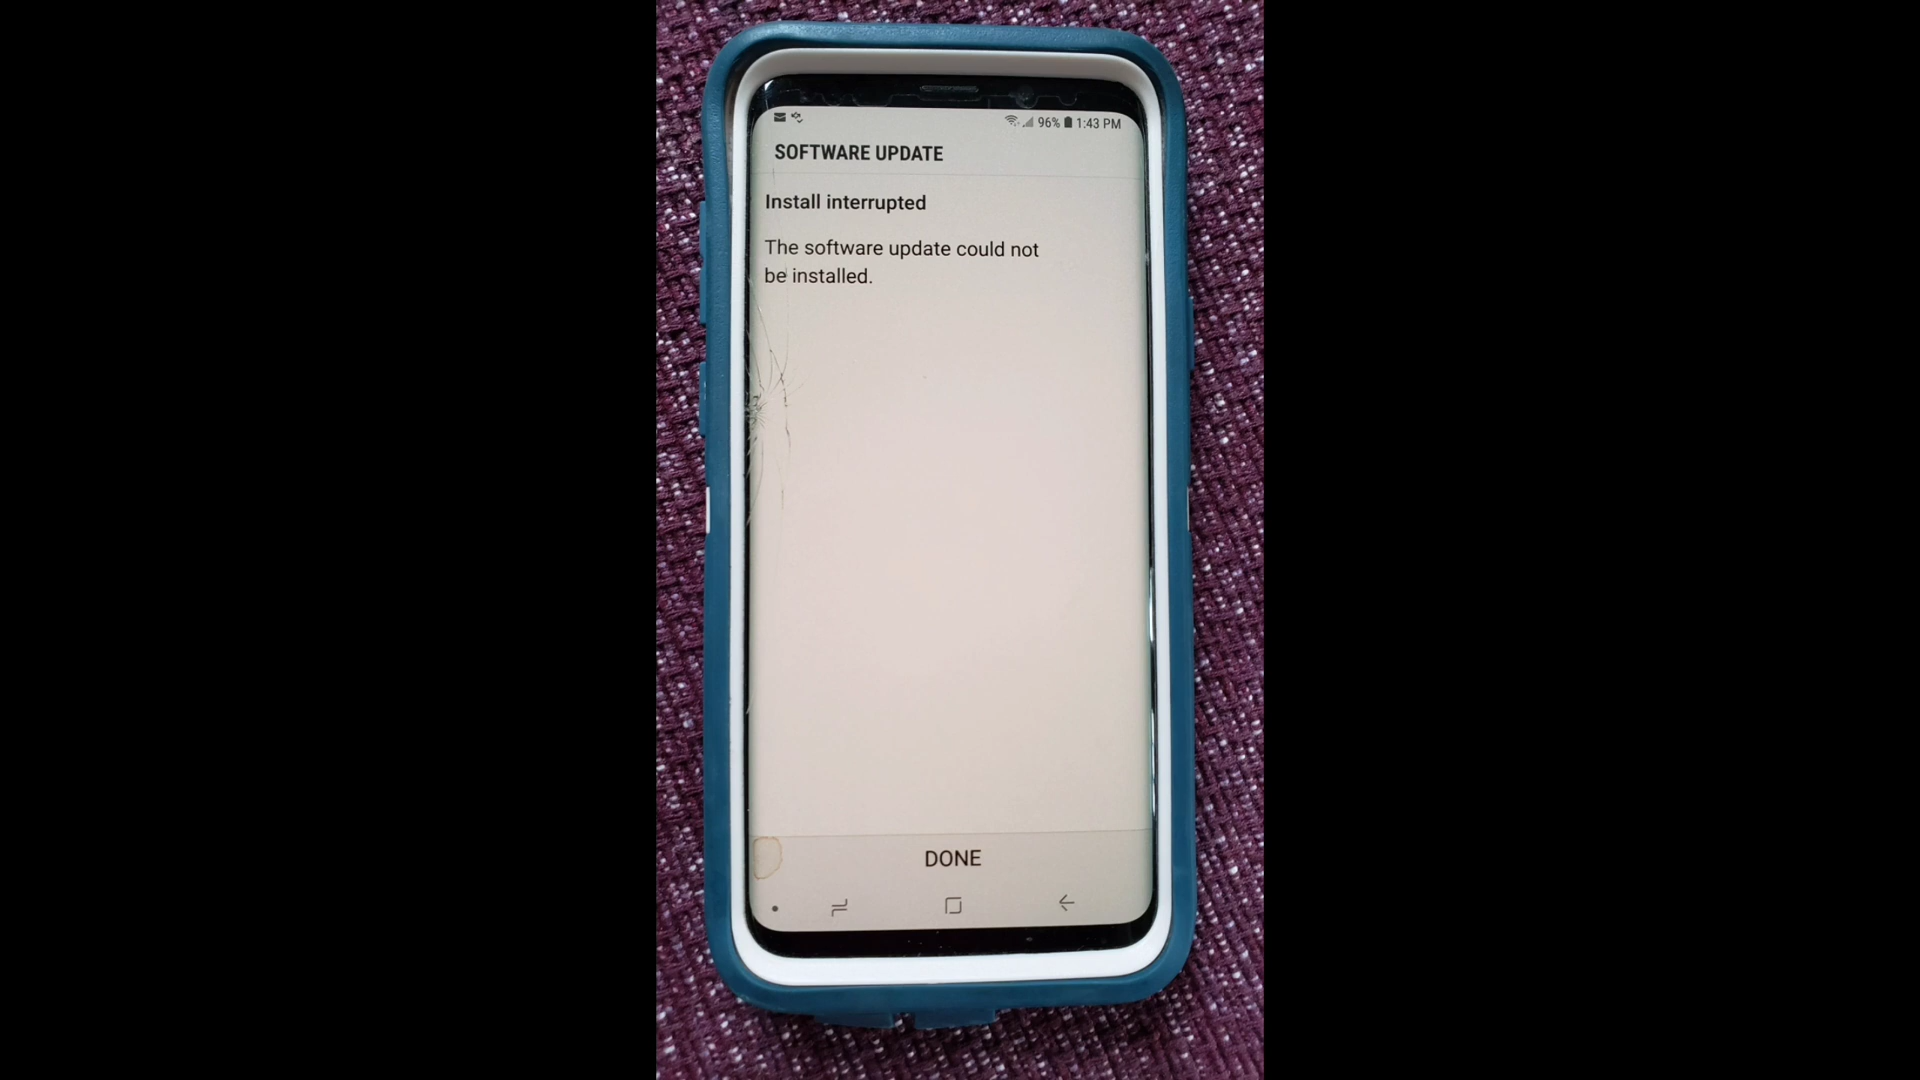 96% 1:43 PM
SOFTWARE UPDATE
Install interrupted
The software update could not
be installed.
DONE